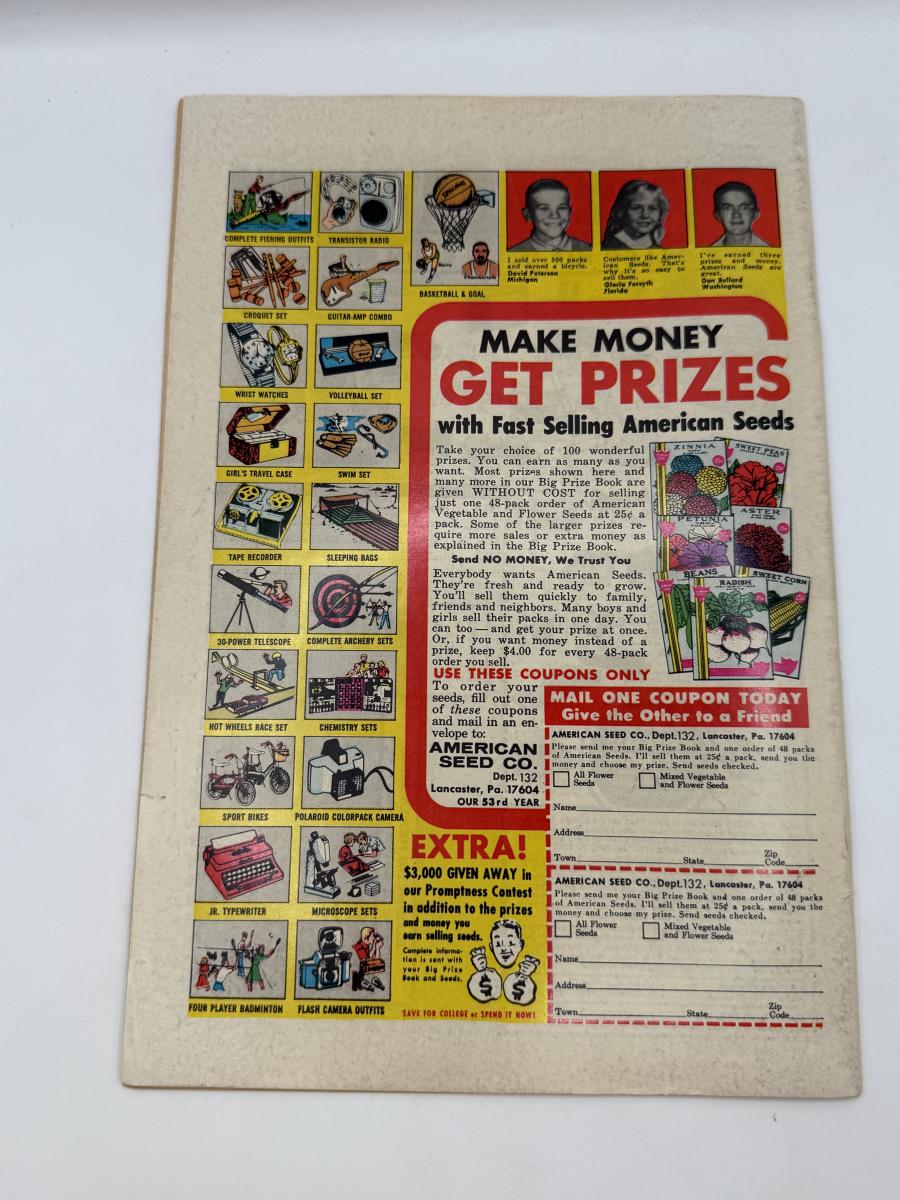 COMPLETE FISHING OUTFITS
TRANSISTOR RADIO
CROQUET SET
GUITAR-AMP COMBO
WRIST WATCHES
VOLLEYBALL SET
GIRL'S TRAVEL CASE
SWIM SET
TAPE RECORDER
SLEEPING BAGS
30-POWER TELESCOPE
COMPLETE ARCHERY SETS
HOT WHEELS RACE SET
CHEMISTRY SETS
SPORT BIKES
POLAROID COLORPACK CAMERA
JR. TYPEWRITER
MICROSCOPE SETS
FOUR PLAYER BADMINTON
FLASH CAMERA OUTFITS
SPALDING
Barry
Chamberlain
BASKETBALL & GOAL
I sold over 500 packs
and earned a bicycle.
David Peterson
Michigan
Customers like Amer-
ican Seeds. That's
why it's so easy to
sell them.
Gloria Forsyth
Florida
I've earned three
prizes and money.
American Seeds are
great.
Dan Bullard
Washington
MAKE MONEY
GET PRIZES
with Fast Selling American Seeds
Take your choice of 100 wonderful
prizes. You can earn as many as you
want. Most prizes shown here and
many more in our Big Prize Book are
given WITHOUT COST for selling
just one 48-pack order of American
Vegetable and Flower Seeds at 25¢ a
pack. Some of the larger prizes re-
quire more sales or extra money as
explained in the Big Prize Book.
Send NO MONEY, We Trust You
Everybody wants American Seeds.
They're fresh and ready to grow.
You'll sell them quickly to family,
friends and neighbors. Many boys and
girls sell their packs in one day. You
can too — and get your prize at once.
Or, if you want money instead of a
prize, keep $4.00 for every 48-pack
order you sell.
ZINNIA
SWEET PEAS
PETUNIA
ASTER
BEANS
RADISH
SWEET CORN
USE THESE COUPONS ONLY
To order your
seeds, fill out one
of these coupons
and mail in an en-
velope to:
AMERICAN
SEED CO.
Dept. 132
Lancaster, Pa. 17604
OUR 53rd YEAR
EXTRA!
$3,000 GIVEN AWAY in
our Promptness Contest
in addition to the prizes
and money you
earn selling seeds.
Complete informa-
tion is sent with
your Big Prize
Book and Seeds.
$ $
SAVE FOR COLLEGE or SPEND IT NOW!
MAIL ONE COUPON TODAY
Give the Other to a Friend
AMERICAN SEED CO., Dept. 132, Lancaster, Pa. 17604
Please send me your Big Prize Book and one order of 48 packs
of American Seeds. I'll sell them at 25¢ a pack, send you the
money and choose my prize. Send seeds checked.
All Flower
Seeds
Mixed Vegetable
and Flower Seeds
Name
Address
Town State Zip
Code
AMERICAN SEED CO., Dept. 132, Lancaster, Pa. 17604
Please send me your Big Prize Book and one order of 48 packs
of American Seeds. I'll sell them at 25¢ a pack, send you the
money and choose my prize. Send seeds checked.
All Flower
Seeds
Mixed Vegetable
and Flower Seeds
Name
Address
Town State Zip
Code